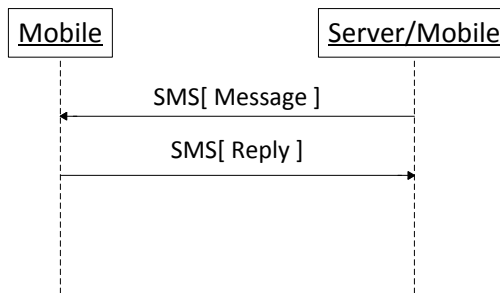 Mobile
Server/Mobile
SMS[ Message ]
SMS[ Reply ]